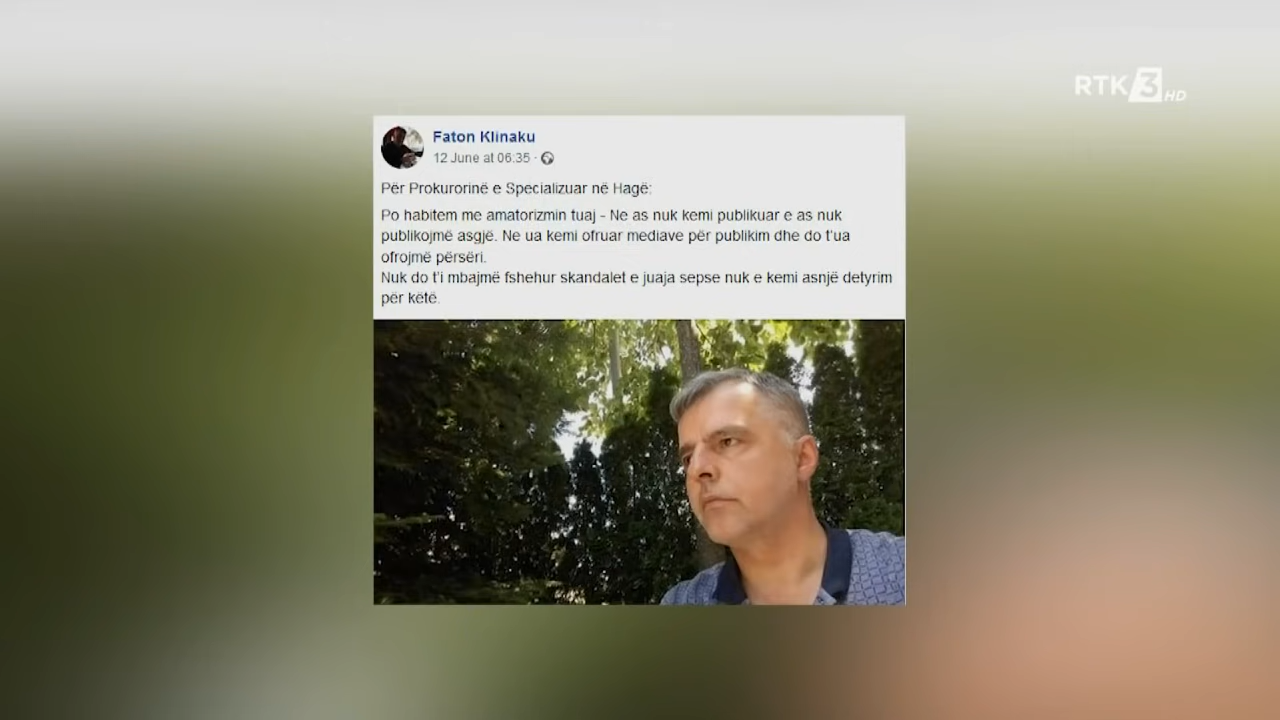 RTK 3 HD
Faton Klinaku
12 June at 06:35 ·
Për Prokurorinë e Specializuar në Hagë:
Po habitem me amatorizmin tuaj - Ne as nuk kemi publikuar e as nuk
publikojmë asgjë. Ne ua kemi ofruar mediave për publikim dhe do t'ua
ofrojmë përsëri.
Nuk do t'i mbajmë fshehur skandalet e juaja sepse nuk e kemi asnjë detyrim
për këtë.